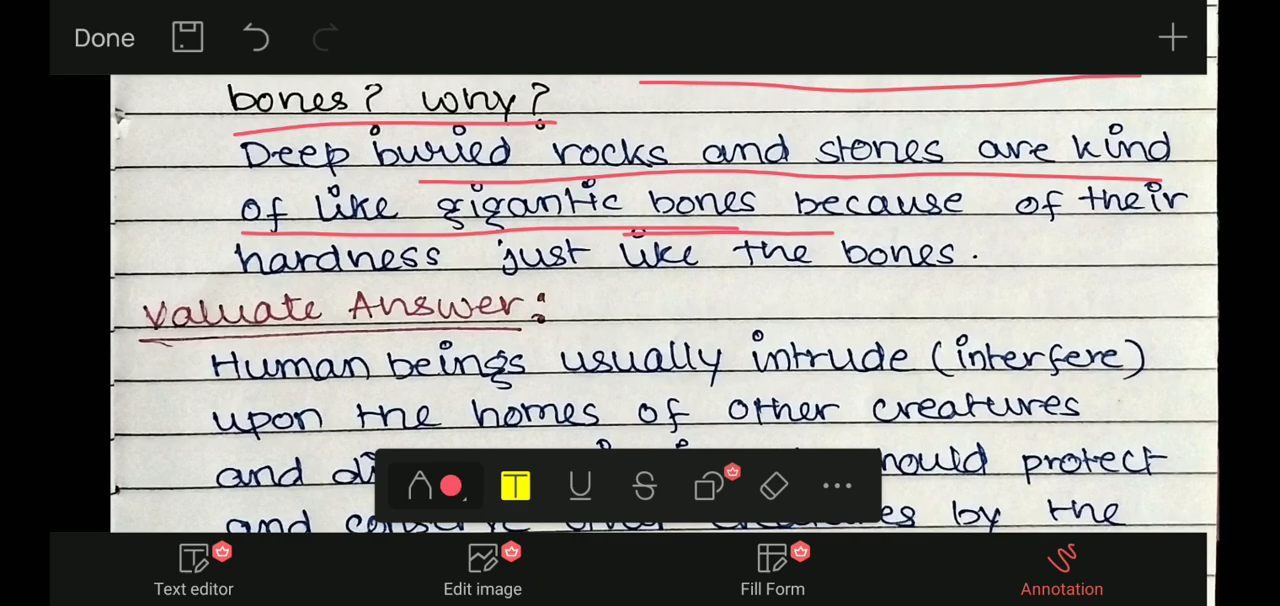 Done
bones? why?
Deep buried rocks and stones are kind
of like gigantic bones because of their
hardness just like the bones.
Valuate Answer:
Human beings usually intrude (interfere)
upon the homes of other creatures
and protect
and by the
T U S
Text editor
Edit image
Fill Form
Annotation